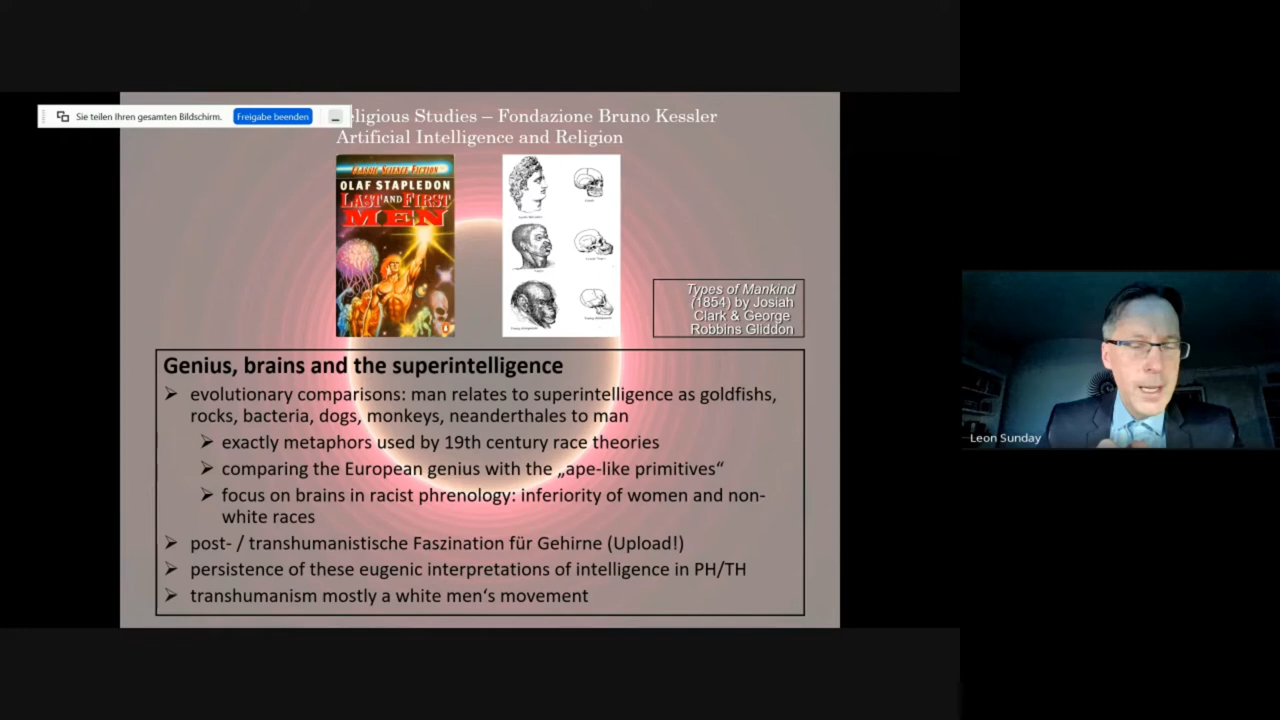 Sie teilen Ihren gesamten Bildschirm.
Freigabe beenden
eligious Studies – Fondazione Bruno Kessler
Artificial Intelligence and Religion
CLASSIC SCIENCE FICTION
OLAF STAPLEDON
LAST AND FIRST
MEN
Types of Mankind
(1854) by Josiah
Clark & George
Robbins Gliddon
Genius, brains and the superintelligence
➢ evolutionary comparisons: man relates to superintelligence as goldfishs,
rocks, bacteria, dogs, monkeys, neanderthales to man
➢ exactly metaphors used by 19th century race theories
➢ comparing the European genius with the „ape-like primitives“
➢ focus on brains in racist phrenology: inferiority of women and non-
white races
➢ post- / transhumanistische Faszination für Gehirne (Upload!)
➢ persistence of these eugenic interpretations of intelligence in PH/TH
➢ transhumanism mostly a white men‘s movement
Leon Sunday